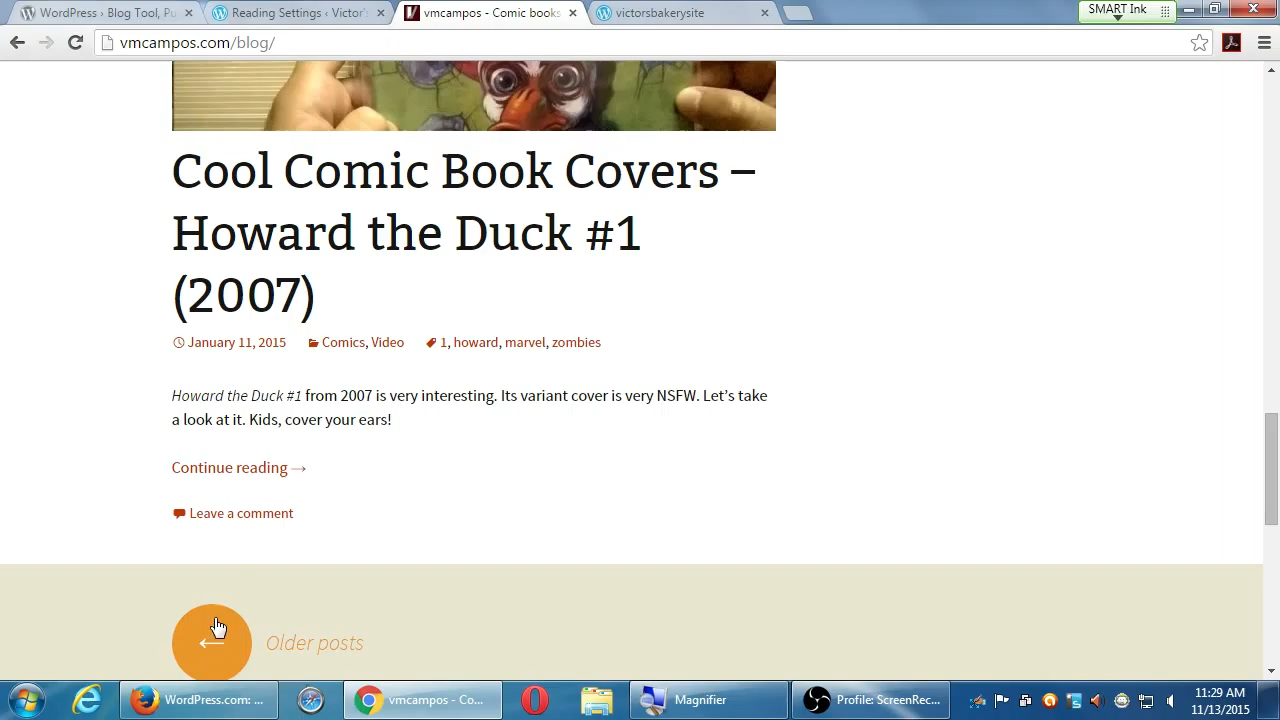 WordPress › Blog Tool, Pu
Reading Settings ‹ Victor's
vmcampos - Comic books
victorsbakerysite
SMART Ink
vmcampos.com/blog/
Cool Comic Book Covers –
Howard the Duck #1
(2007)
January 11, 2015 Comics, Video 1, howard, marvel, zombies
Howard the Duck #1 from 2007 is very interesting. Its variant cover is very NSFW. Let's take
a look at it. Kids, cover your ears!
Continue reading →
Leave a comment
← Older posts
WordPress.com: ...
vmcampos - Co...
Magnifier
Profile: ScreenRec...
11:29 AM
11/13/2015